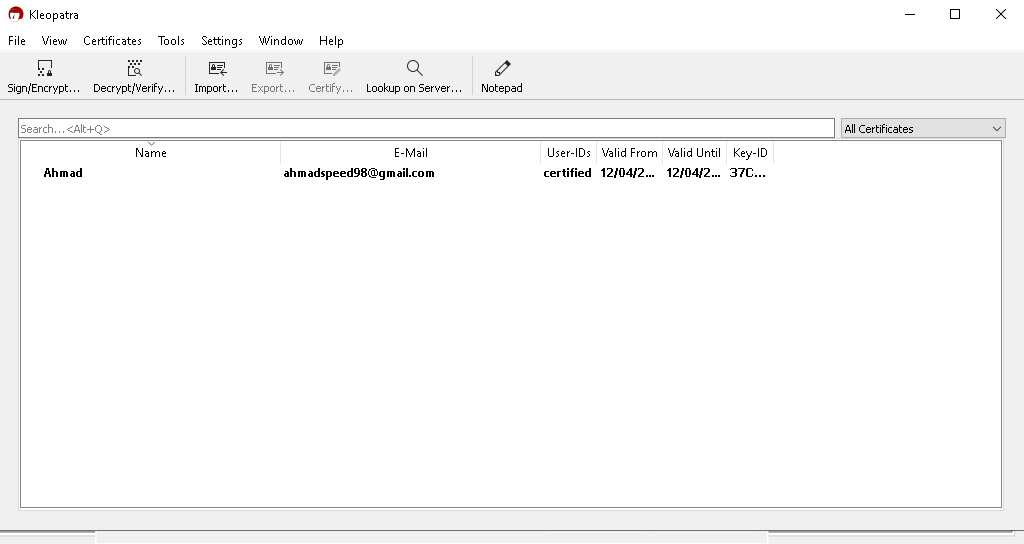 Kleopatra
File View Certificates Tools Settings Window Help
Sign/Encrypt... Decrypt/Verify... Import... Export... Certify... Lookup on Server... Notepad
Search...<Alt+Q> All Certificates
Name E-Mail User-IDs Valid From Valid Until Key-ID
Ahmad ahmadspeed98@gmail.com certified 12/04/2... 12/04/2... 37C...